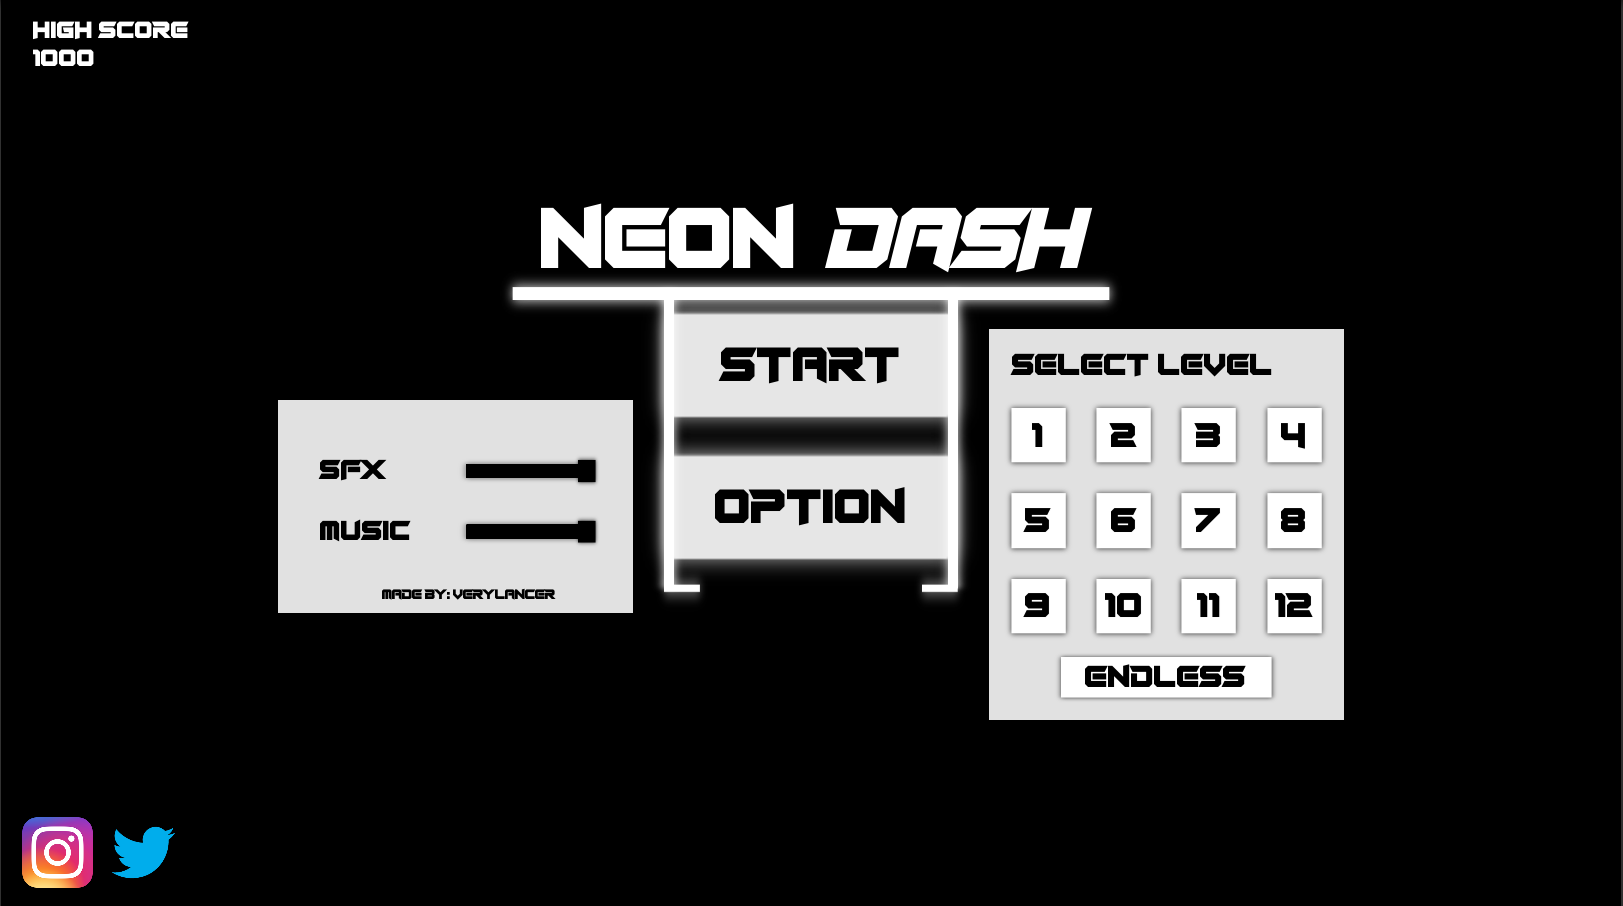 HIGH SCORE
1000
NEON DASH
START
OPTION
SFX
MUSIC
MADE BY: VERYLANCER
SELECT LEVEL
1 2 3 4
5 6 7 8
9 10 11 12
ENDLESS